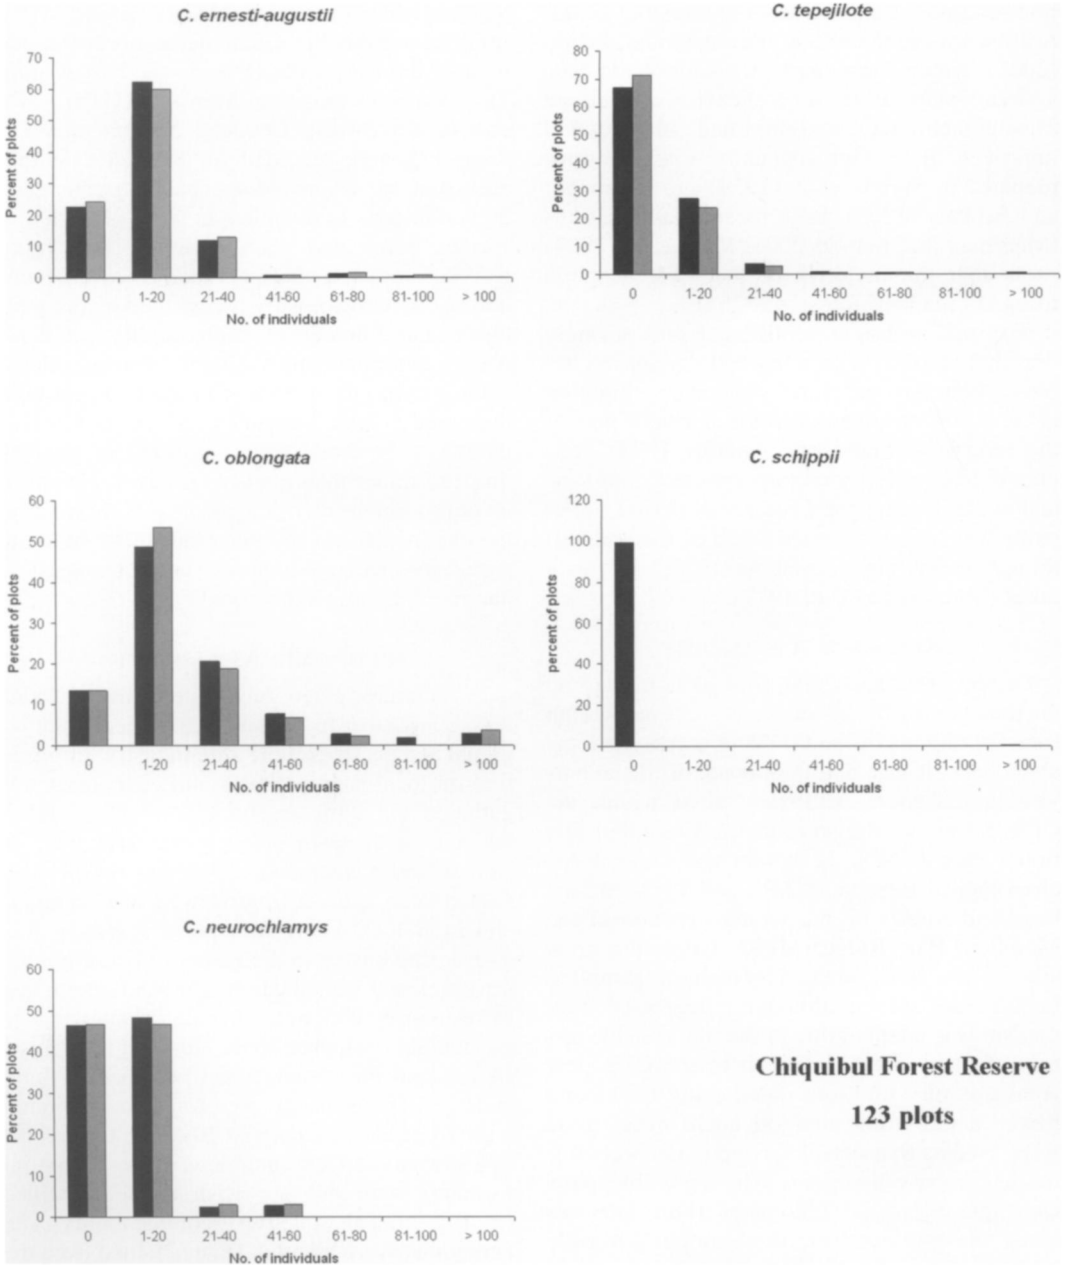 C. ernesti-augustii
Percent of plots
70
60
50
40
30
20
10
0
0 1-20 21-40 41-60 61-80 81-100 > 100
No. of individuals
C. tepejilote
Percent of plots
80
70
60
50
40
30
20
10
0
0 1-20 21-40 41-60 61-80 81-100 > 100
No. of individuals
C. oblongata
Percent of plots
60
50
40
30
20
10
0
0 1-20 21-40 41-60 61-80 81-100 > 100
No. of individuals
C. schippii
percent of plots
120
100
80
60
40
20
0
0 1-20 21-40 41-60 61-80 81-100 > 100
No. of individuals
C. neurochlamys
Percent of plots
60
50
40
30
20
10
0
0 1-20 21-40 41-60 61-80 81-100 > 100
No. of individuals
Chiquibul Forest Reserve
123 plots